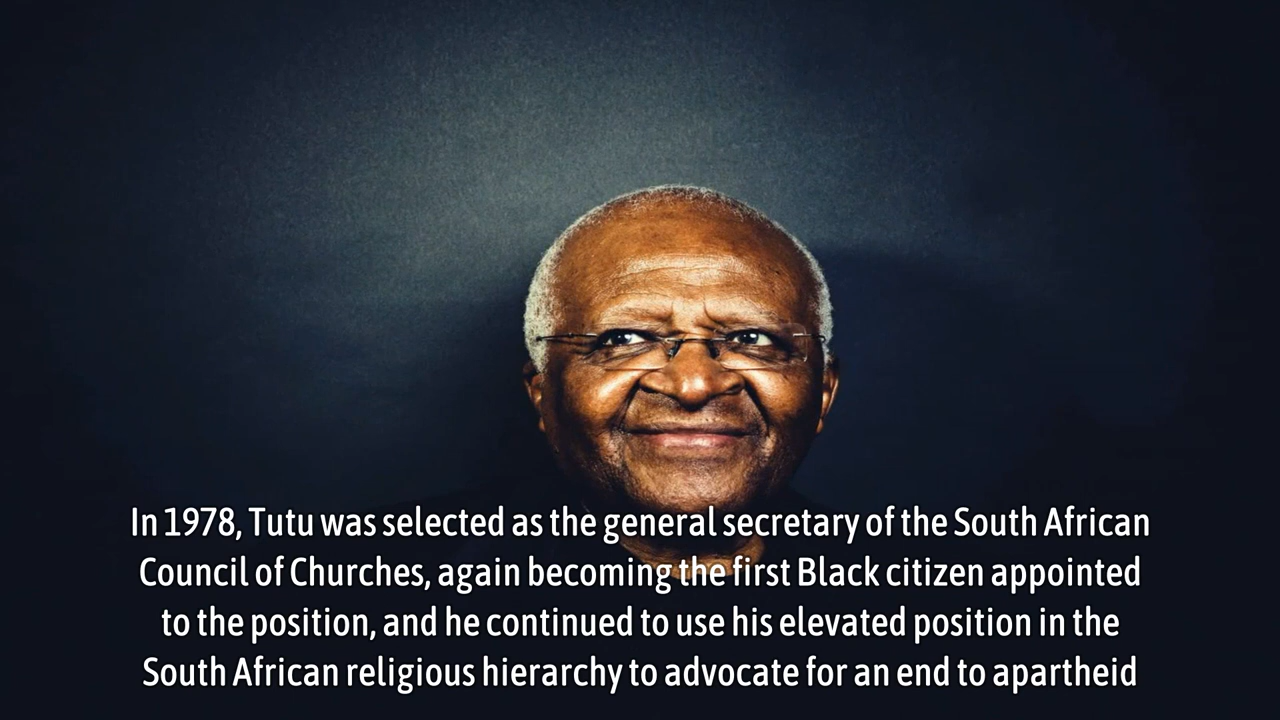 In 1978, Tutu was selected as the general secretary of the South African
Council of Churches, again becoming the first Black citizen appointed
to the position, and he continued to use his elevated position in the
South African religious hierarchy to advocate for an end to apartheid